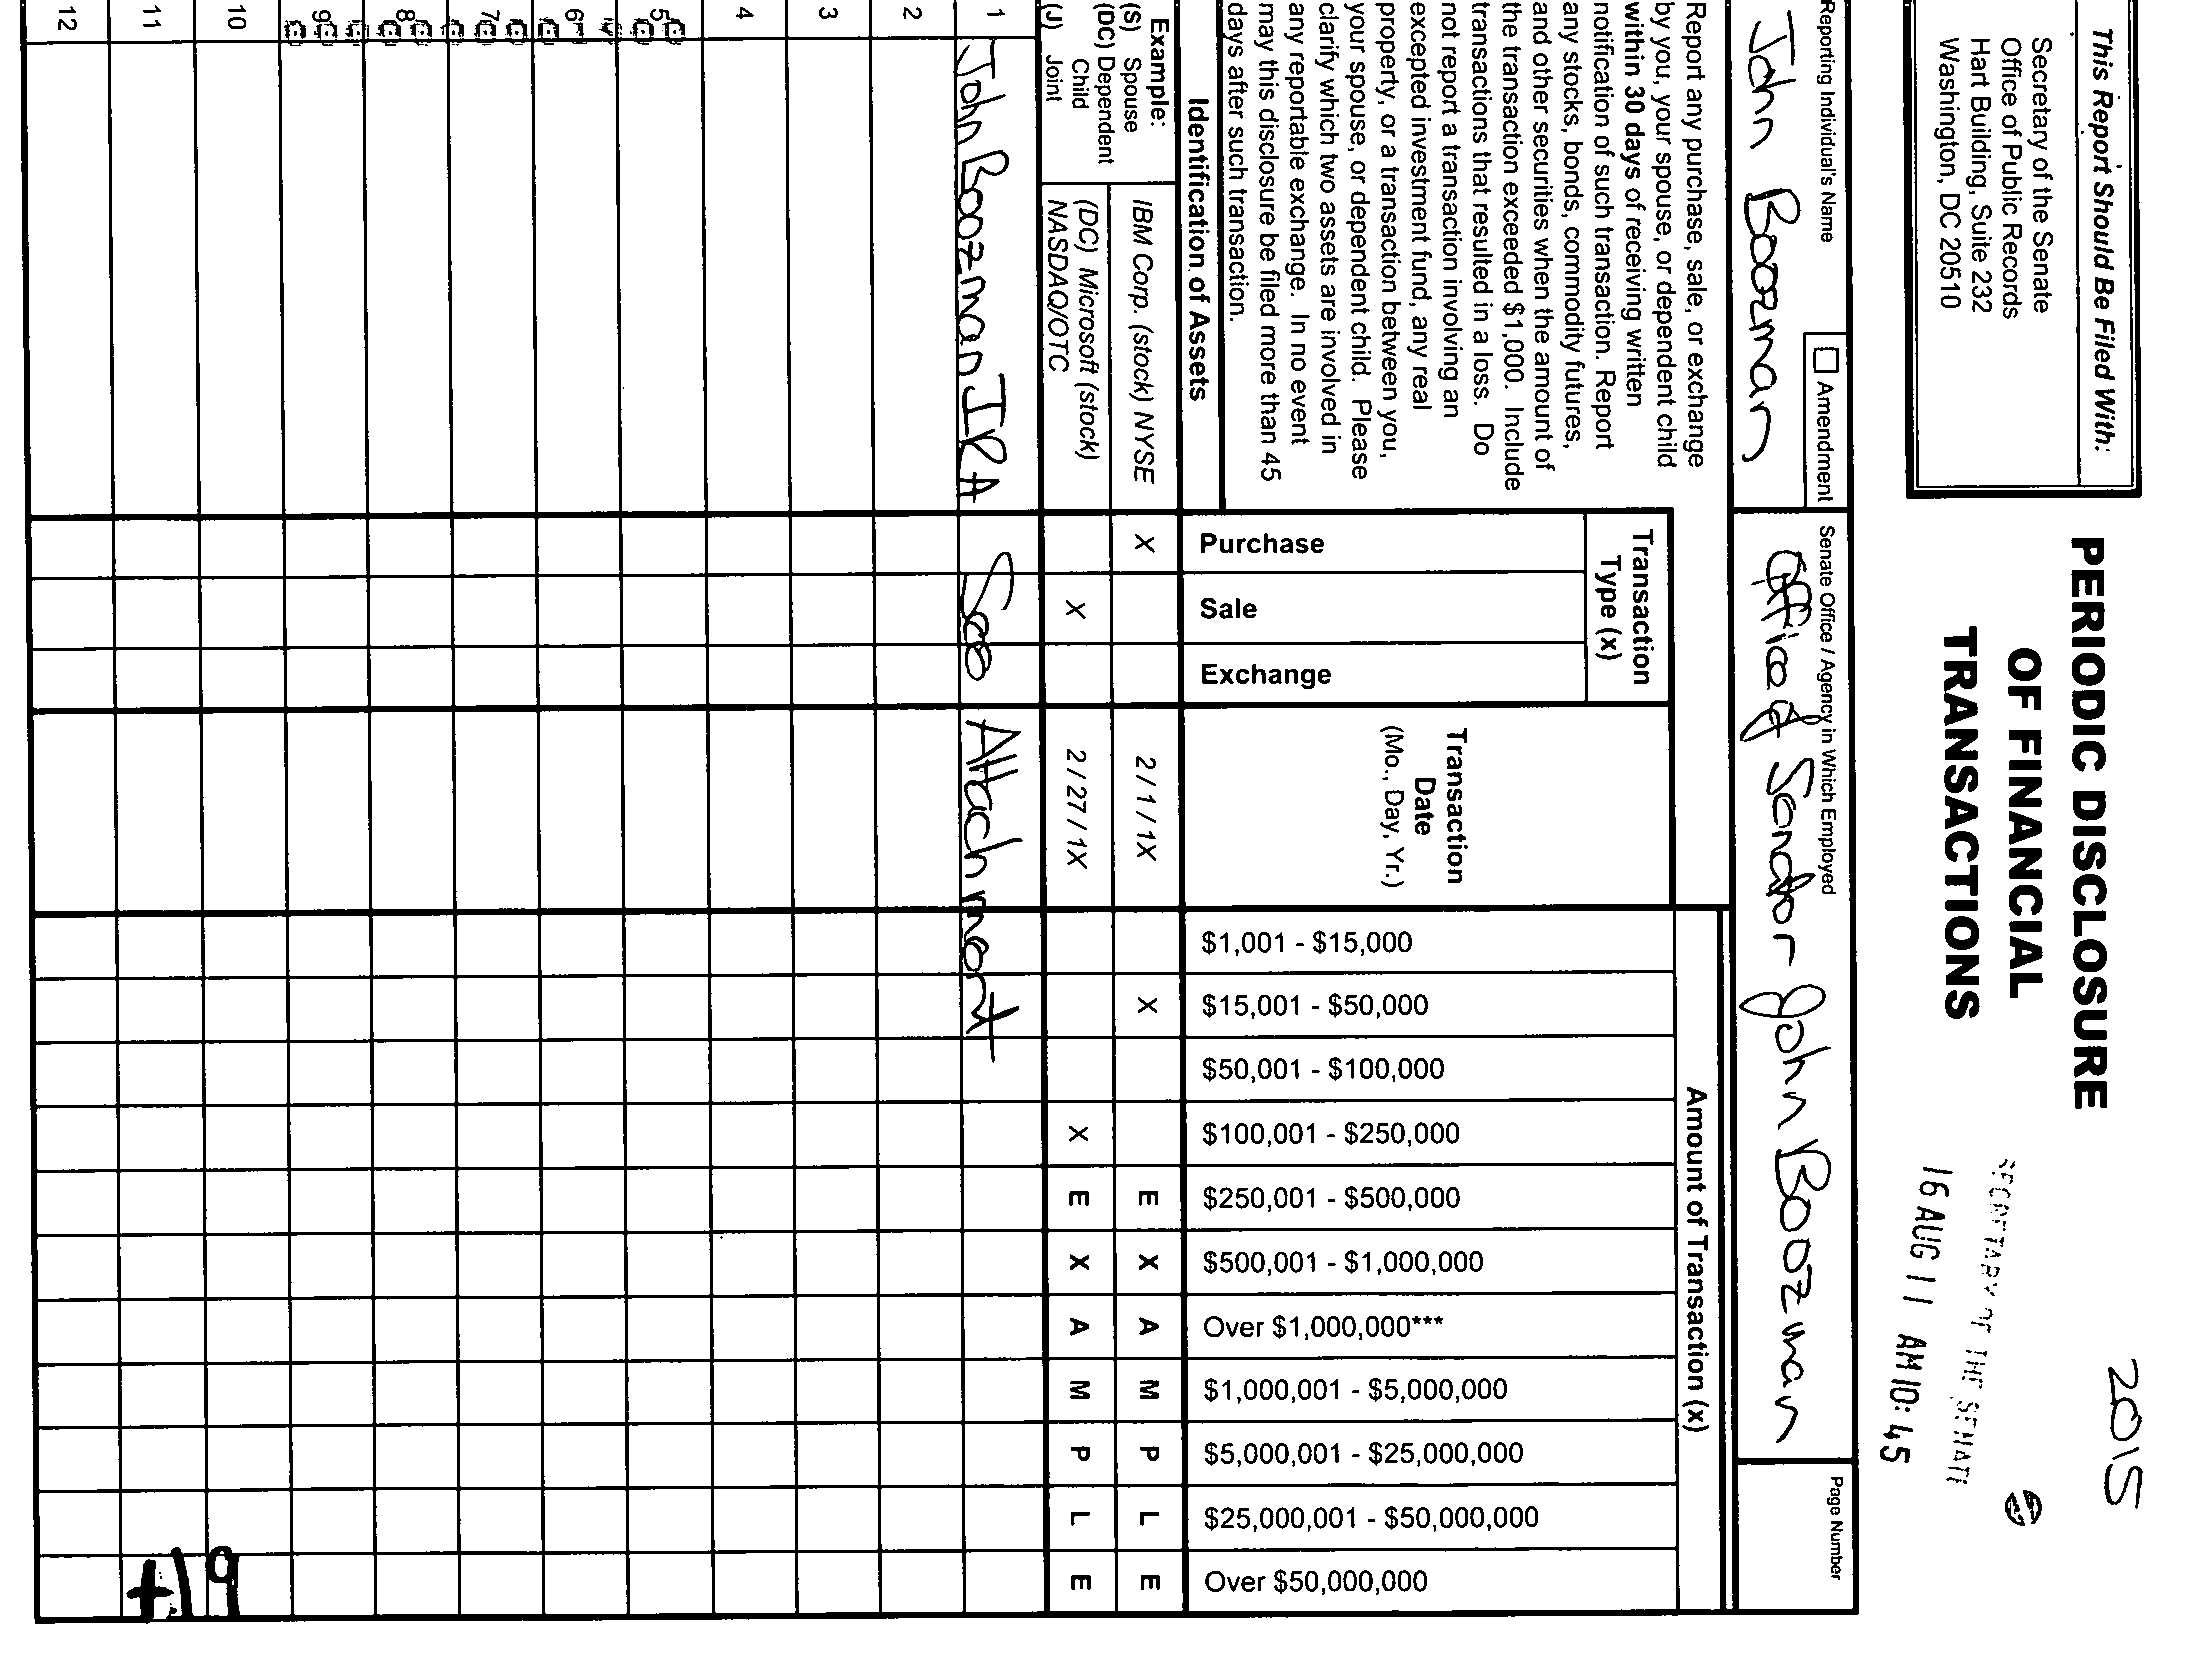 This Report Should Be Filed With:
Secretary of the Senate
Office of Public Records
Hart Building, Suite 232
Washington, DC 20510
PERIODIC DISCLOSURE
OF FINANCIAL
TRANSACTIONS
2015
SECRETARY OF THE SENATE
16 AUG 11 AM 10:45
Reporting Individual's Name
Amendment
John Boozman
Senate Office / Agency in Which Employed
Office of Senator John Boozman
Page Number
Report any purchase, sale, or exchange
by you, your spouse, or dependent child
within 30 days of receiving written
notification of such transaction. Report
any stocks, bonds, commodity futures,
and other securities when the amount of
the transaction exceeded $1,000. Include
transactions that resulted in a loss. Do
not report a transaction involving an
excepted investment fund, any real
property, or a transaction between you,
your spouse, or dependent child. Please
clarify which two assets are involved in
any reportable exchange. In no event
may this disclosure be filed more than 45
days after such transaction.
Identification of Assets
Transaction
Type (x)
Purchase
Sale
Exchange
Transaction
Date
(Mo., Day, Yr.)
Amount of Transaction (x)
$1,001 - $15,000
$15,001 - $50,000
$50,001 - $100,000
$100,001 - $250,000
$250,001 - $500,000
$500,001 - $1,000,000
Over $1,000,000***
$1,000,001 - $5,000,000
$5,000,001 - $25,000,000
$25,000,001 - $50,000,000
Over $50,000,000
Example:
(S) Spouse
(DC) Dependent
Child
(J) Joint
IBM Corp. (stock) NYSE X 2 / 1 / 1X X E X A M P L E
(DC) Microsoft (stock)
NASDAQ/OTC X 2 / 27 / 1X X E X A M P L E
1 John Boozman IRA See Attachment
2
3
4
5
6
7
8
9
10
11
12